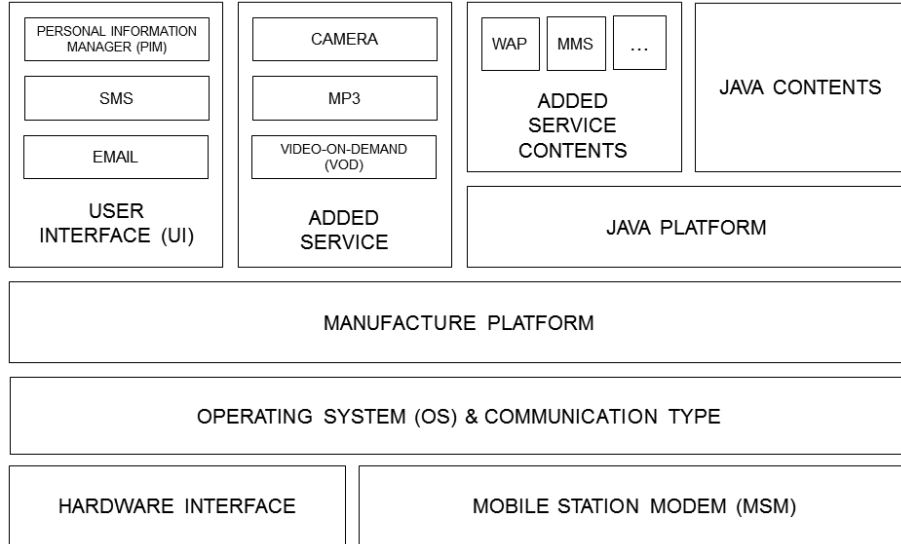 PERSONAL INFORMATION
MANAGER (PIM)
SMS
EMAIL
USER
INTERFACE (UI)
CAMERA
MP3
VIDEO-ON-DEMAND
(VOD)
ADDED
SERVICE
WAP
MMS
...
ADDED
SERVICE
CONTENTS
JAVA CONTENTS
JAVA PLATFORM
MANUFACTURE PLATFORM
OPERATING SYSTEM (OS) & COMMUNICATION TYPE
HARDWARE INTERFACE
MOBILE STATION MODEM (MSM)